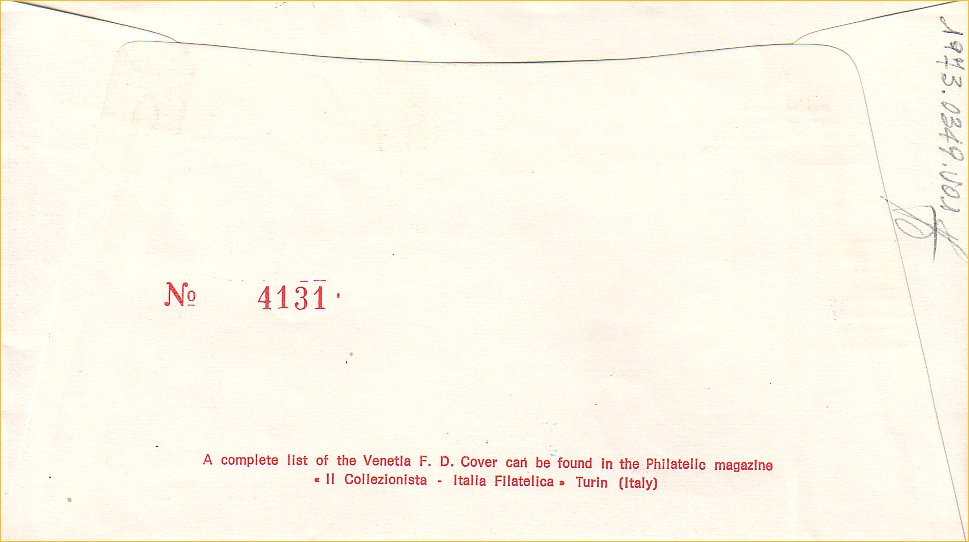 No 4131
A complete list of the Venetia F. D. Cover can be found in the Philatelic magazine
« Il Collezionista - Italia Filatelica » Turin (Italy)